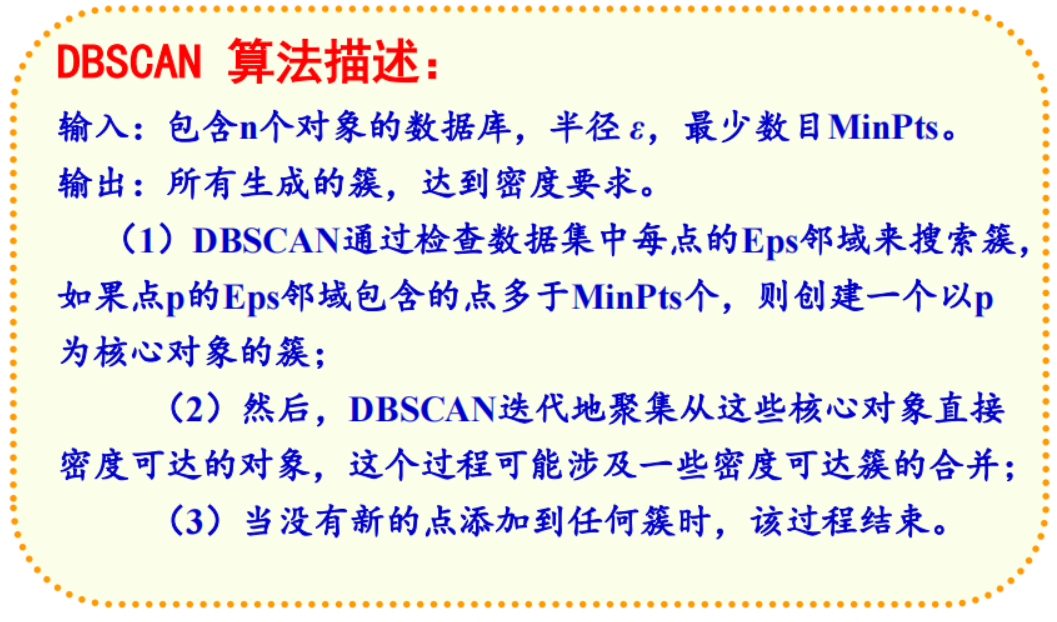 DBSCAN 算法描述：
输入：包含n个对象的数据库，半径 ε，最少数目MinPts。
输出：所有生成的簇，达到密度要求。
（1）DBSCAN通过检查数据集中每点的Eps邻域来搜索簇，
如果点p的Eps邻域包含的点多于MinPts个，则创建一个以p
为核心对象的簇；
（2）然后，DBSCAN迭代地聚集从这些核心对象直接
密度可达的对象，这个过程可能涉及一些密度可达簇的合并；
（3）当没有新的点添加到任何簇时，该过程结束。